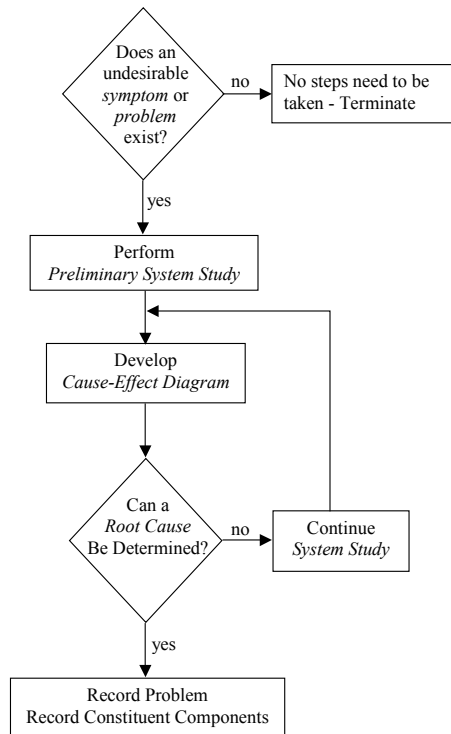 Does an
undesirable
symptom or
problem
exist?
no
No steps need to be
taken - Terminate
yes
Perform
Preliminary System Study
Develop
Cause-Effect Diagram
Can a
Root Cause
Be Determined?
no
Continue
System Study
yes
Record Problem
Record Constituent Components